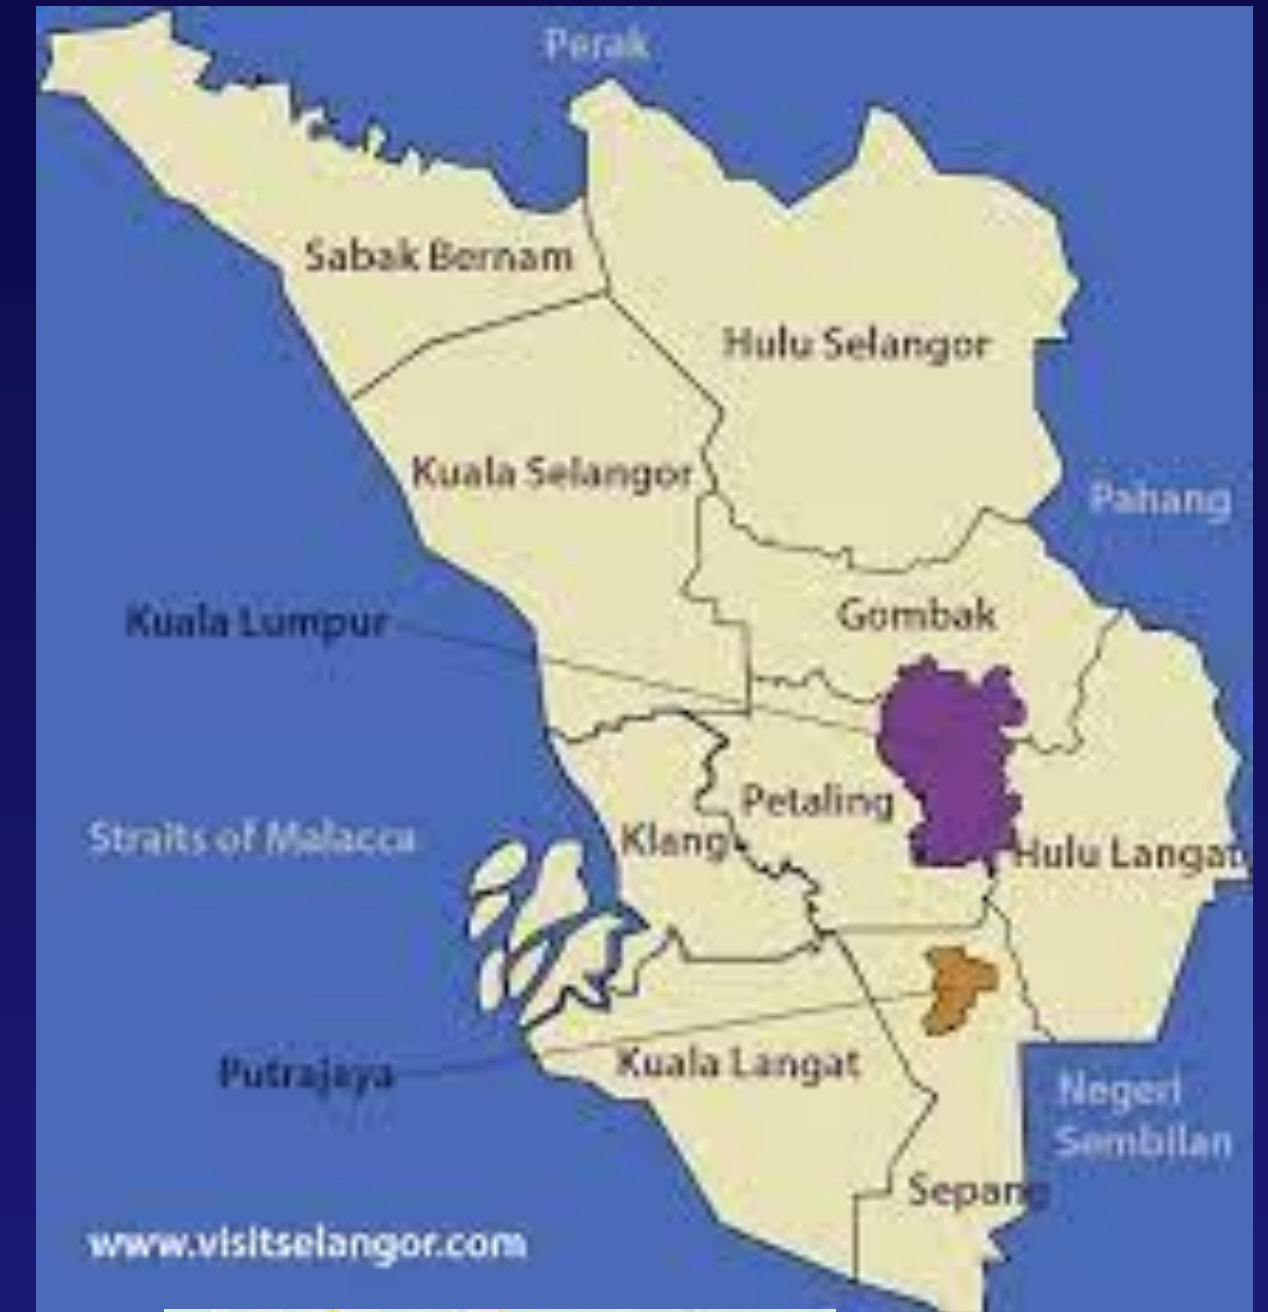 Perak
Sabak Bernam
Hulu Selangor
Kuala Selangor
Pahang
Kuala Lumpur
Gombak
Petaling
Straits of Malacca
Klang
Hulu Langat
Putrajaya
Kuala Langat
Negeri
Sembilan
Sepang
www.visitselangor.com